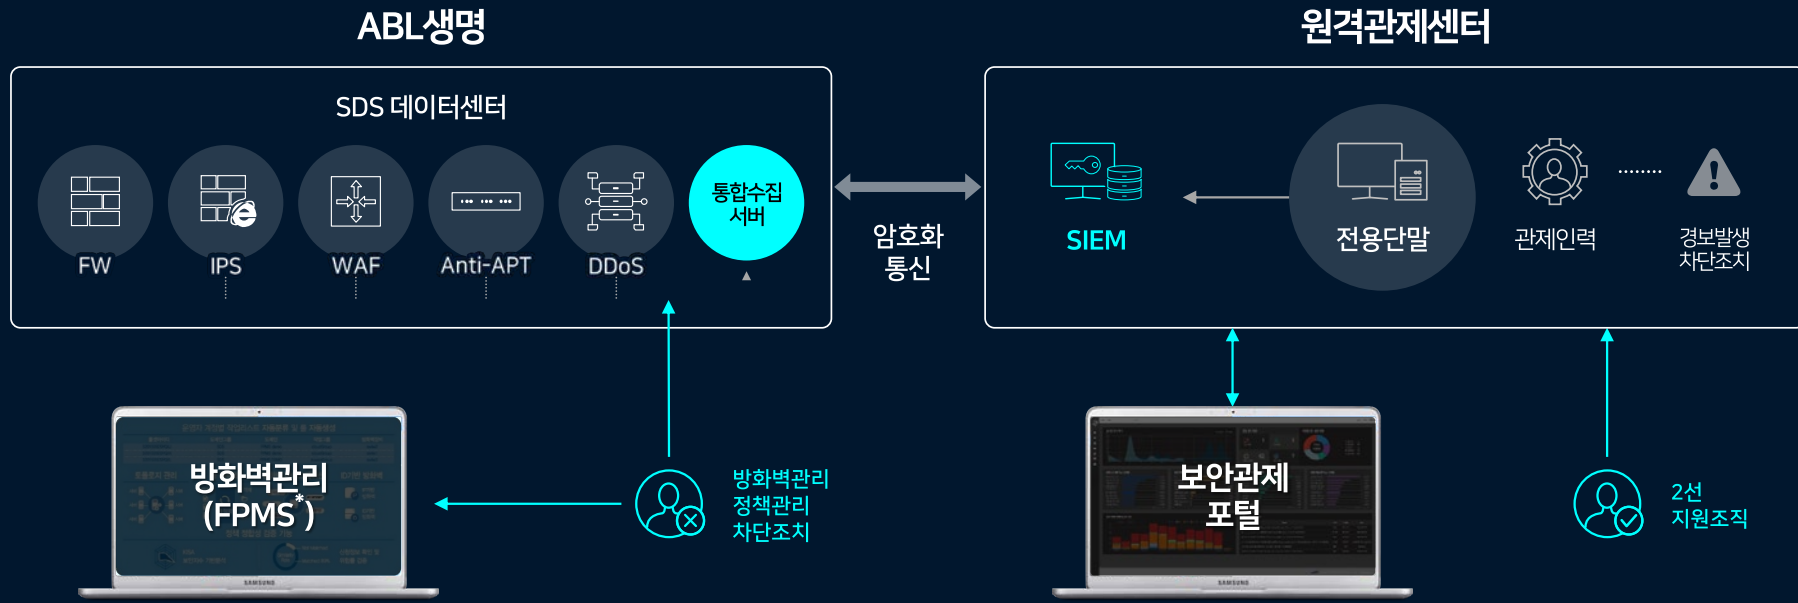 ABL생명
원격관제센터
SDS 데이터센터
통합수집
서버
FW
IPS
WAF
Anti-APT
DDoS
암호화
통신
SIEM
전용단말
관제인력
경보발생
차단조치
방화벽관리
(FPMS*)
방화벽관리
정책관리
차단조치
보안관제
포털
2선
지원조직
SAMSUNG
SAMSUNG